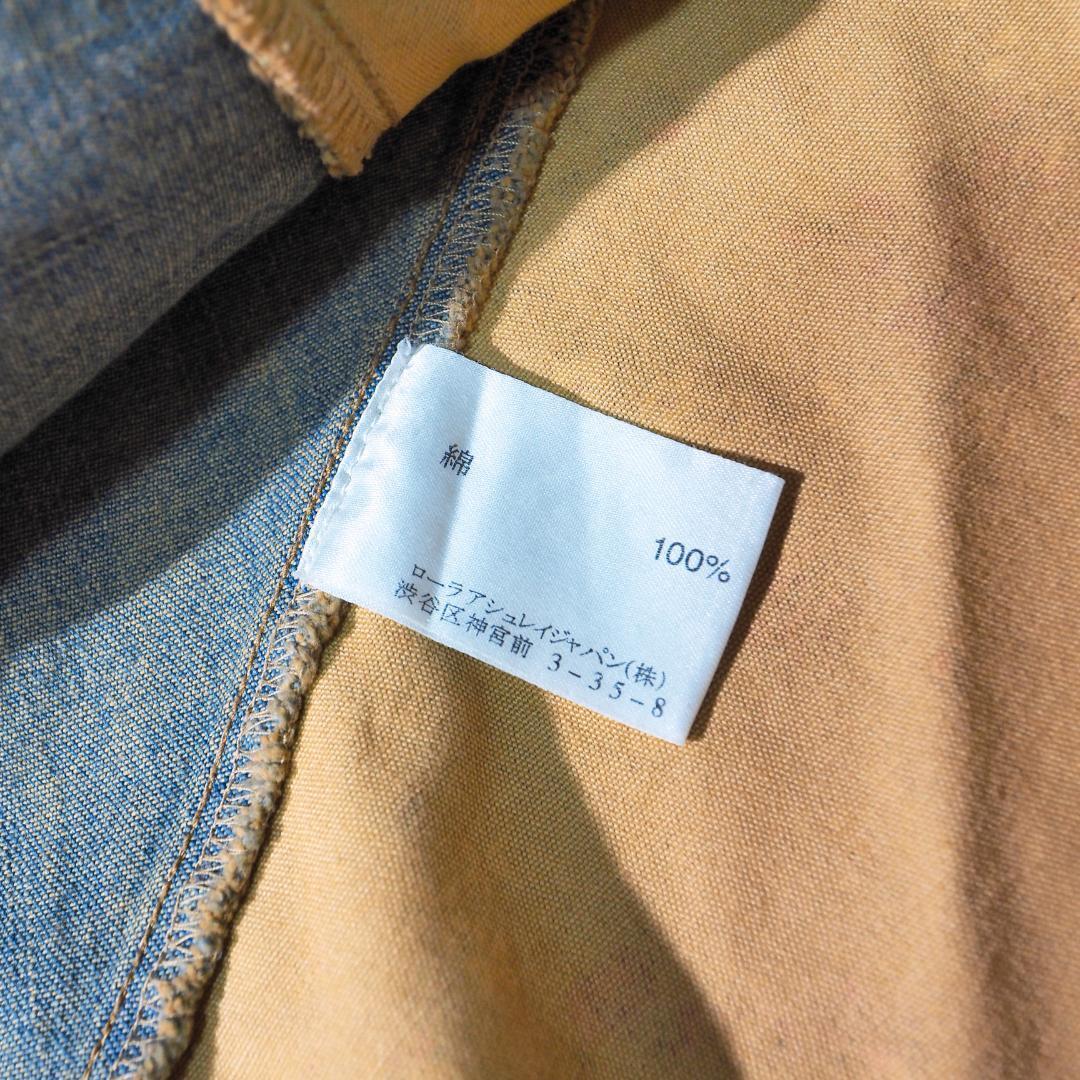 綿
100%
ローラアシュレイジャパン(株)
渋谷区神宮前 3-35-8